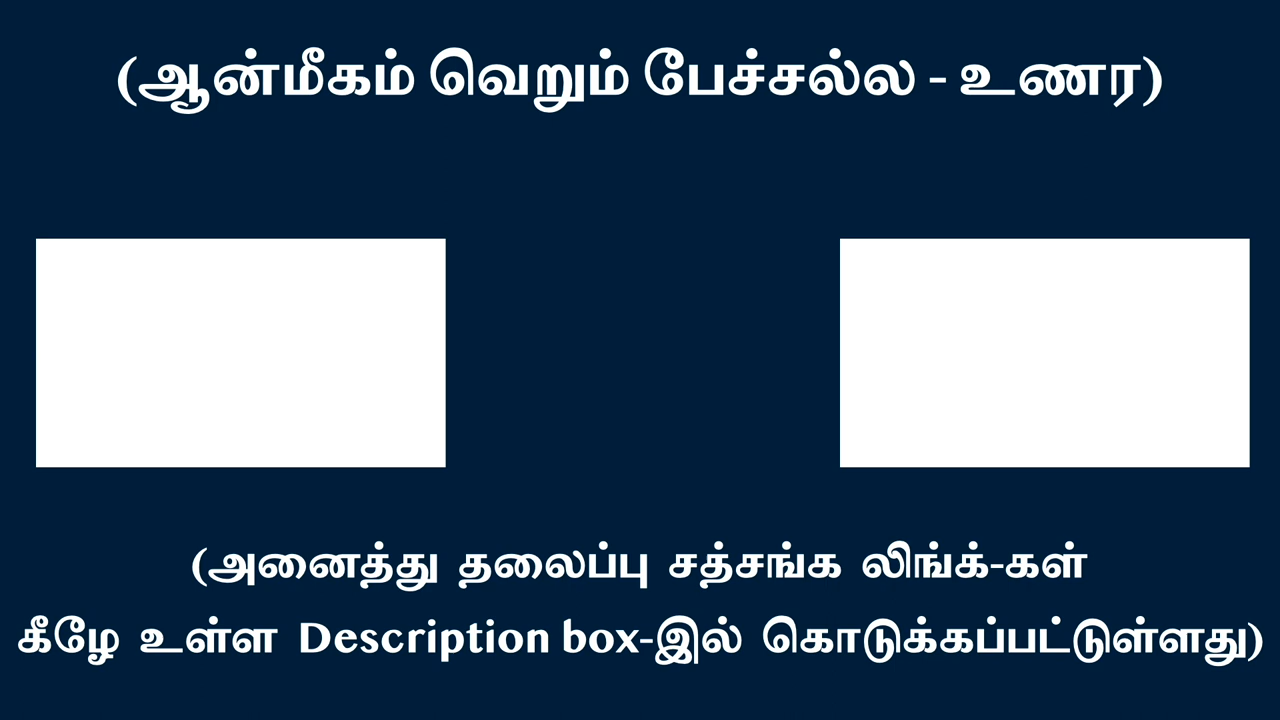 (ஆன்மீகம் வெறும் பேச்சல்ல - உணர)
(அனைத்து தலைப்பு சத்சங்க லிங்க்-கள்
கீழே உள்ள Description box-இல் கொடுக்கப்பட்டுள்ளது)